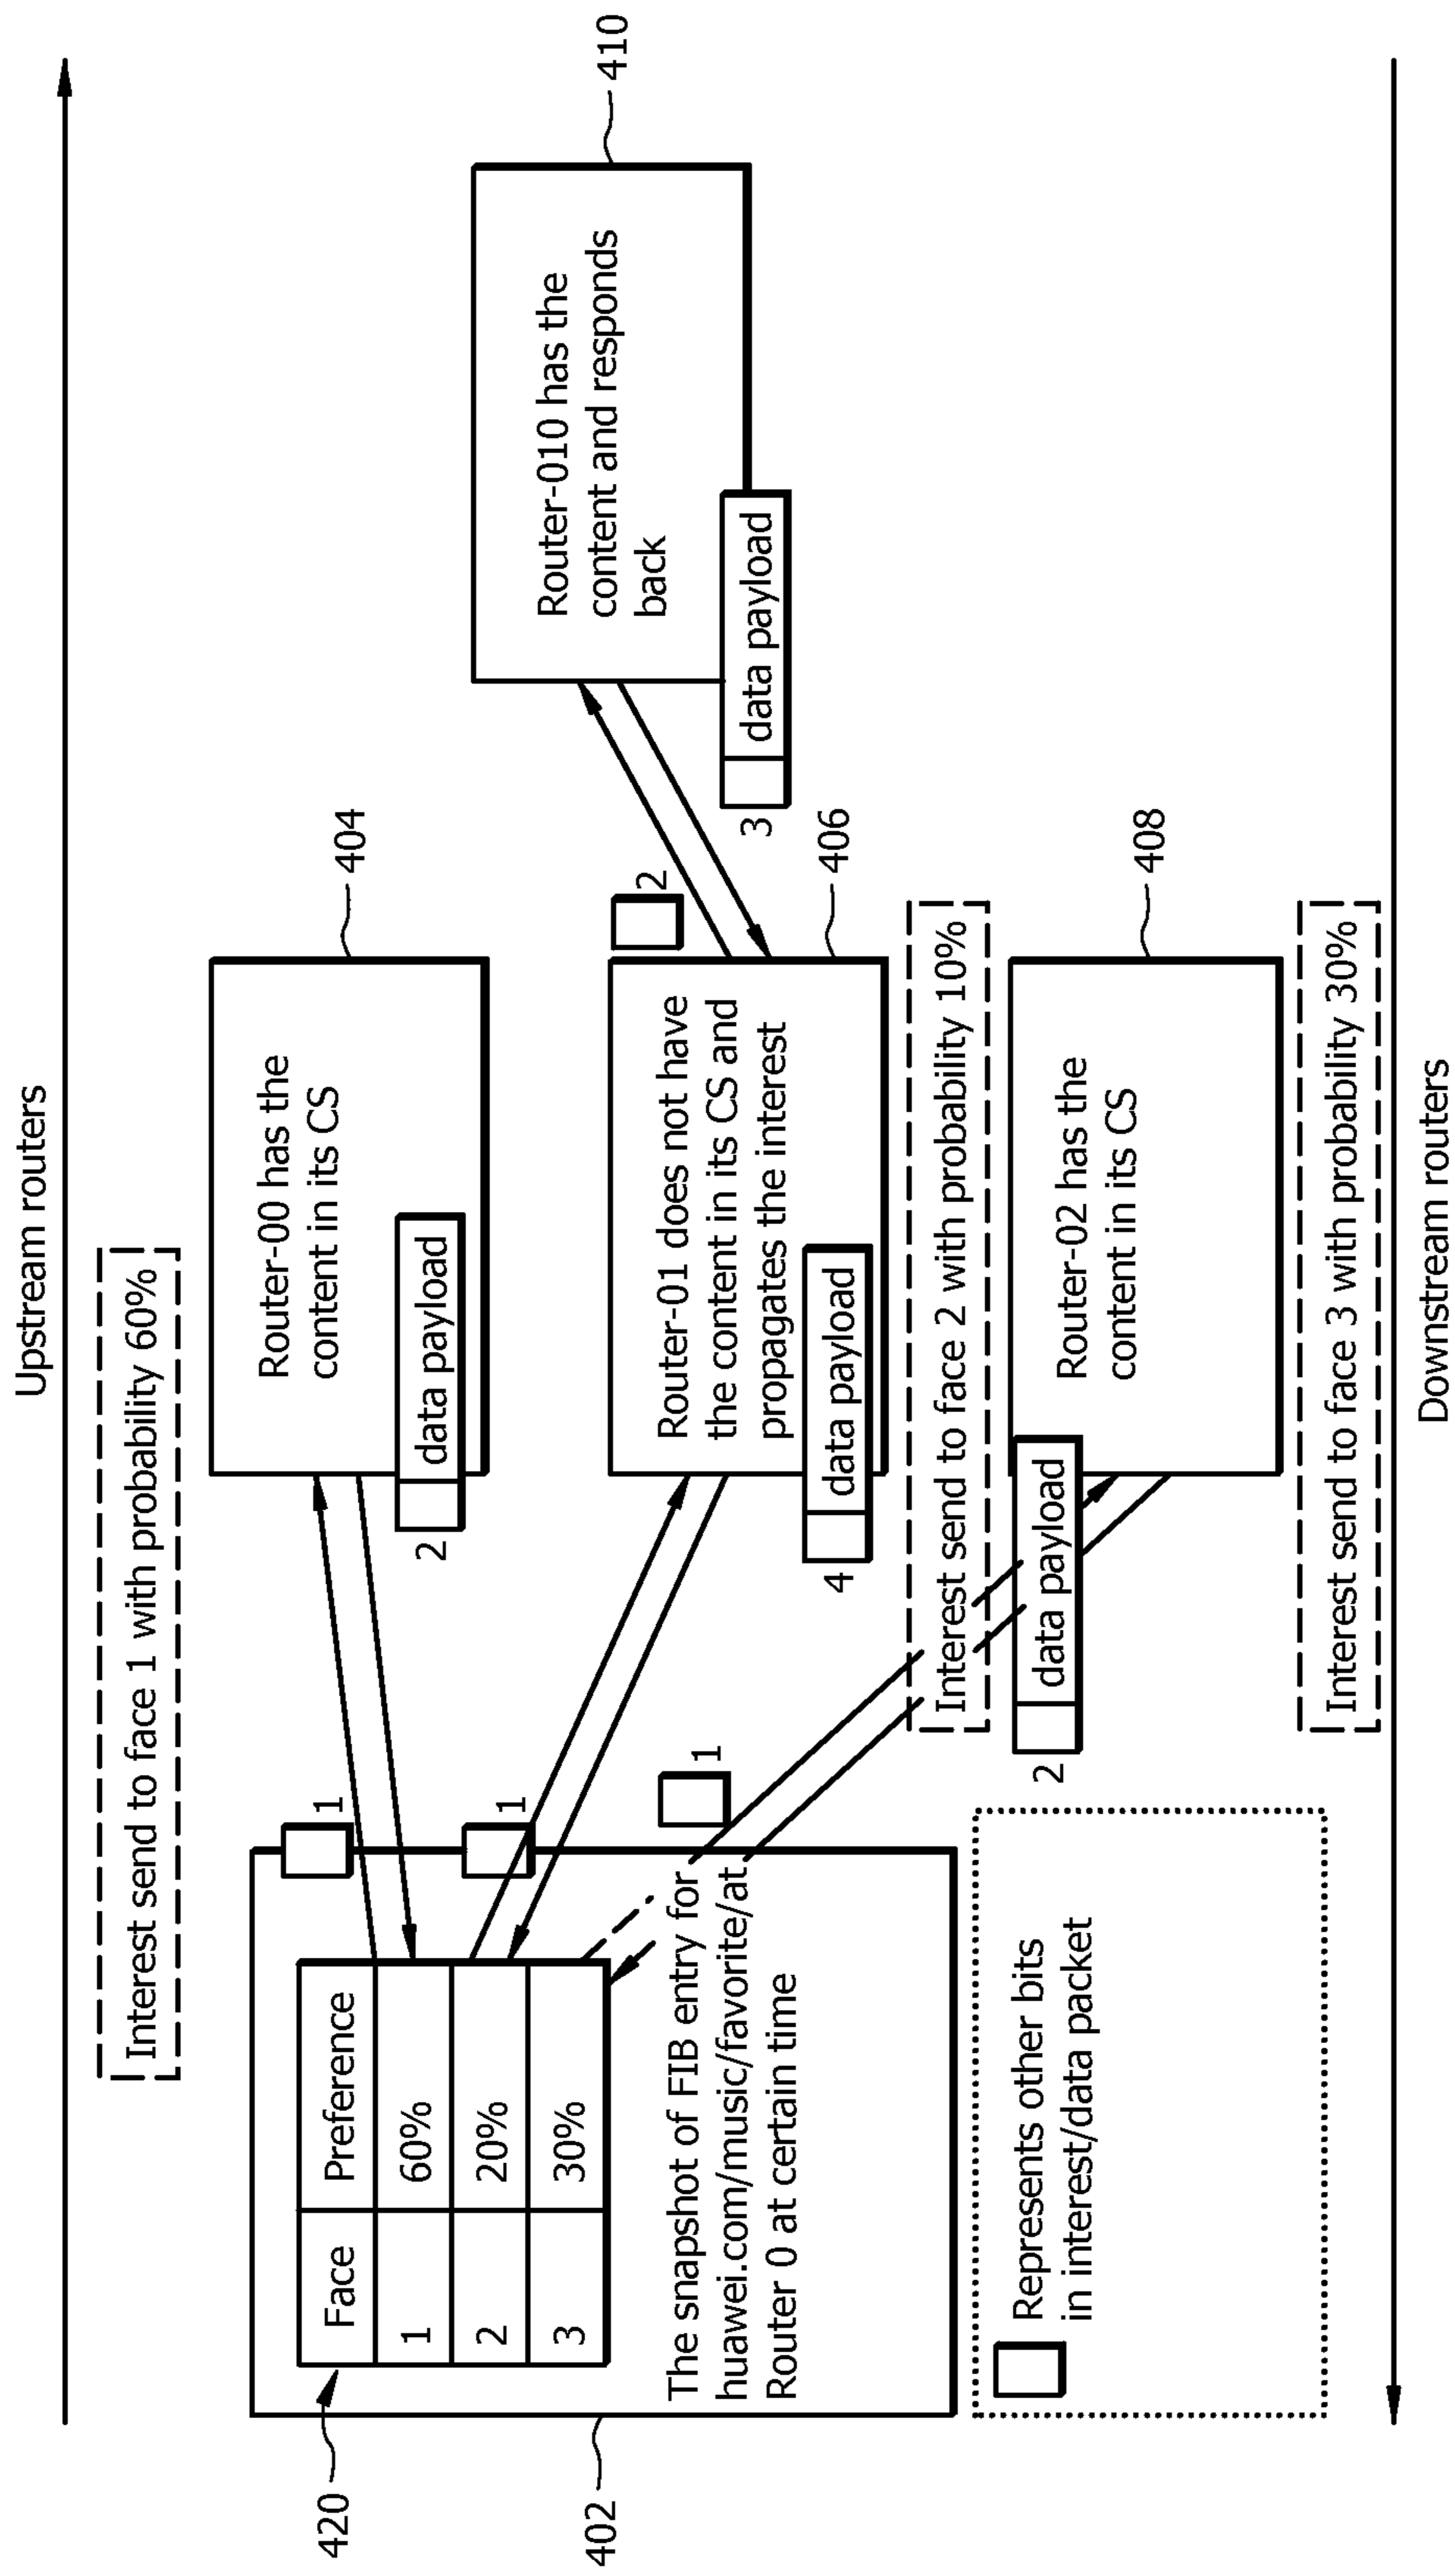 Upstream routers
Interest send to face 1 with probability 60%
420
Face Preference
1 60%
2 20%
3 30%
The snapshot of FIB entry for
huawei.com/music/favorite/at
Router 0 at certain time
402
1
1
1
Router-00 has the
content in its CS
2 data payload
404
Router-01 does not have
the content in its CS and
propagates the interest
4 data payload
406
2
Interest send to face 2 with probability 10%
Router-02 has the
content in its CS
2 data payload
408
Interest send to face 3 with probability 30%
Router-010 has the
content and responds
back
3 data payload
410
Represents other bits
in interest/data packet
Downstream routers